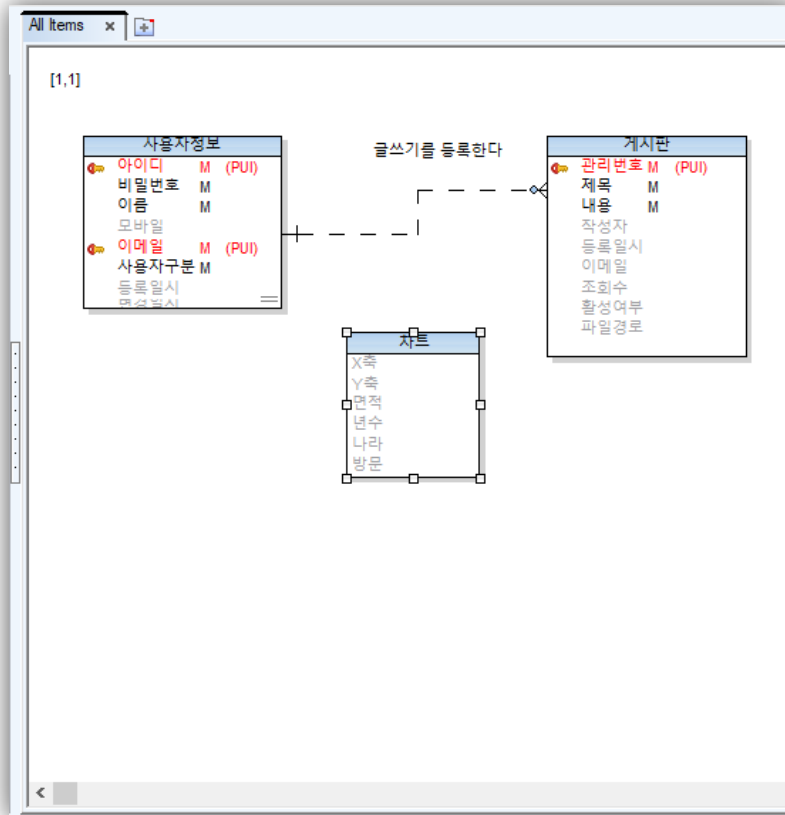 All Items
[1,1]
사용자정보
아이디 M (PUI)
비밀번호 M
이름 M
모바일
이메일 M (PUI)
사용자구분 M
등록일시
변경일시
글쓰기를 등록한다
게시판
관리번호 M (PUI)
제목 M
내용 M
작성자
등록일시
이메일
조회수
활성여부
파일경로
차트
X축
Y축
면적
년수
나라
방문